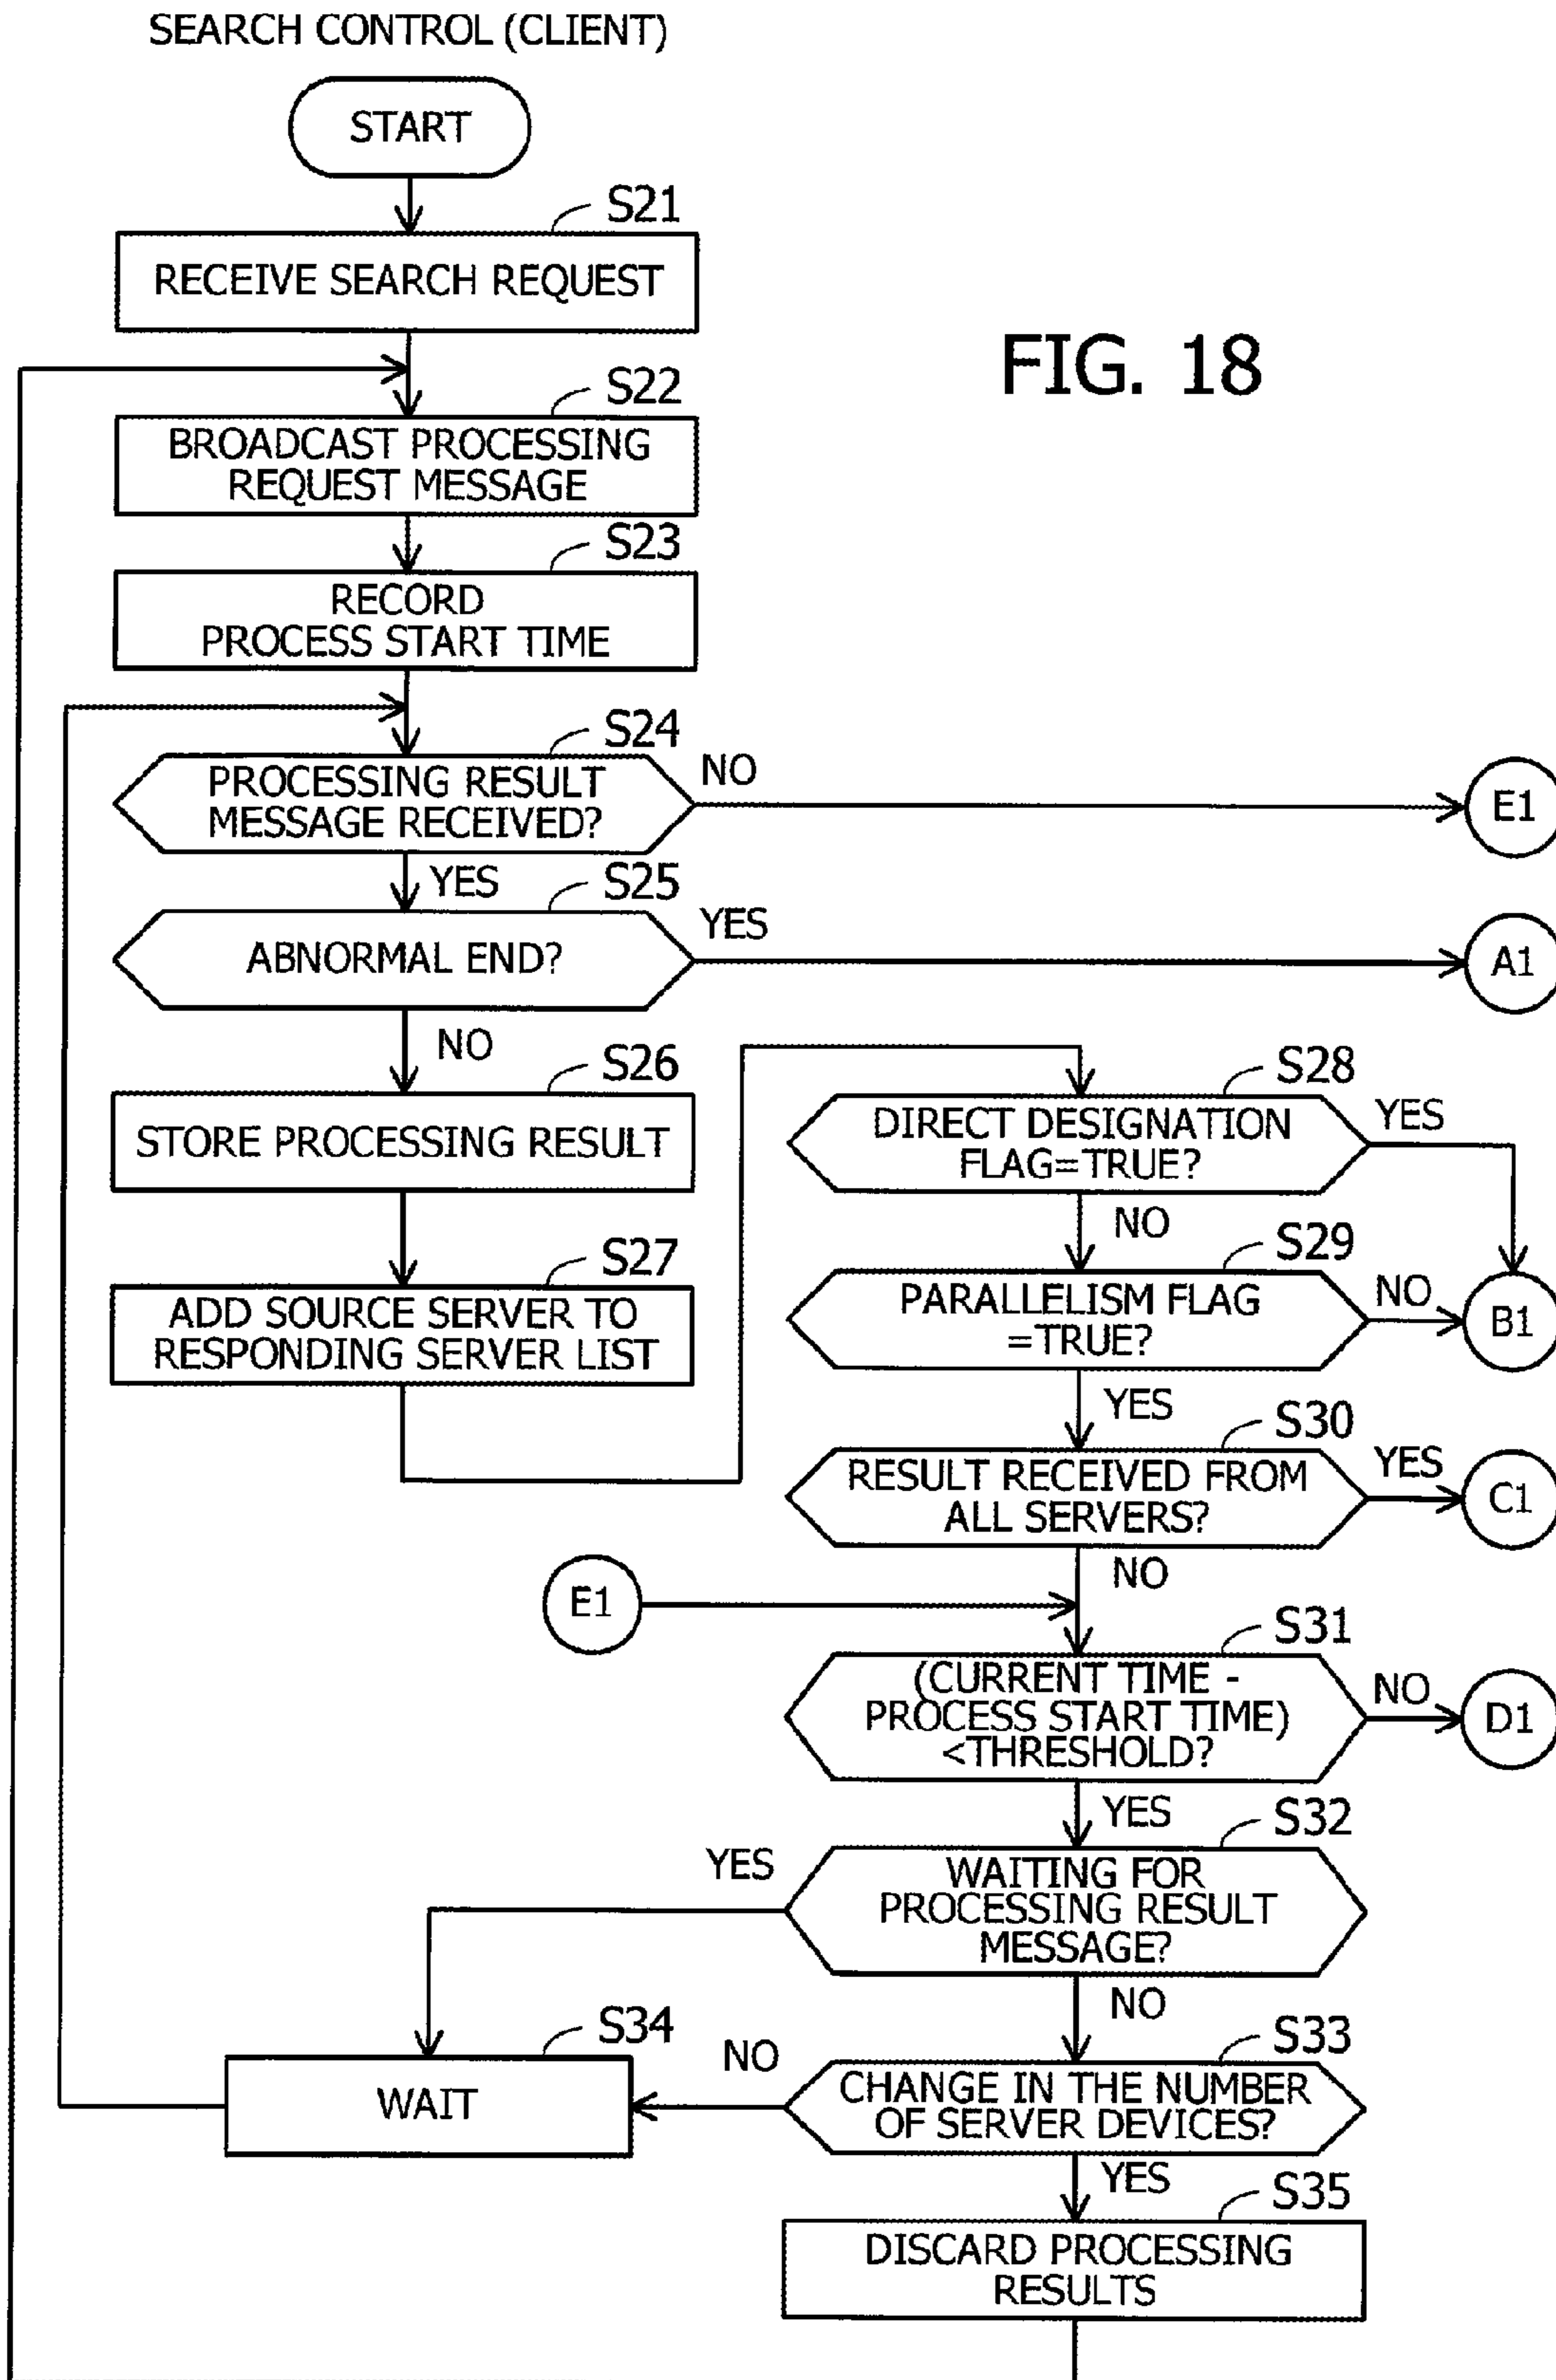 SEARCH CONTROL (CLIENT)
START
S21
RECEIVE SEARCH REQUEST
FIG. 18
S22
BROADCAST PROCESSING
REQUEST MESSAGE
S23
RECORD
PROCESS START TIME
S24
PROCESSING RESULT
MESSAGE RECEIVED?
NO
E1
YES
S25
ABNORMAL END?
YES
A1
NO
S26
STORE PROCESSING RESULT
S27
ADD SOURCE SERVER TO
RESPONDING SERVER LIST
S28
DIRECT DESIGNATION
FLAG=TRUE?
YES
NO
S29
PARALLELISM FLAG
=TRUE?
NO
B1
YES
S30
RESULT RECEIVED FROM
ALL SERVERS?
YES
C1
NO
E1
S31
(CURRENT TIME -
PROCESS START TIME)
<THRESHOLD?
NO
D1
YES
S32
WAITING FOR
PROCESSING RESULT
MESSAGE?
YES
NO
S33
CHANGE IN THE NUMBER
OF SERVER DEVICES?
NO
S34
WAIT
YES
S35
DISCARD PROCESSING
RESULTS